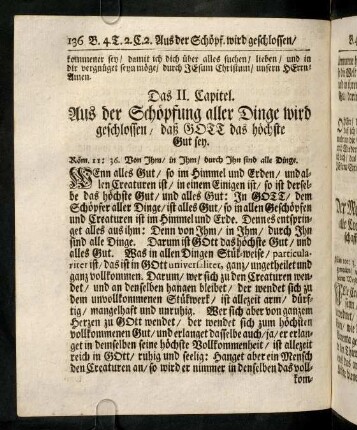 136 B. 4. T. 2. C. 2. Aus der Schöpf. wird geschlossen/
kommener sey/ damit ich dich über alles suchen/ lieben/ und in
dir vergnüget seyn möge/ durch JEsum Christum/ unsern HErrn/
Amen.
Das II. Capitel.
Aus der Schöpfung aller Dinge wird
geschlossen/ daß GOTT das höchste
Gut sey.
Röm. 11: 36. Von Ihm/ in Ihm/ durch Ihn sind alle Dinge.
WEnn alles Gut/ so im Himmel und Erden/ und al-
len Creaturen ist/ in einem Einigen ist/ so ist dersel-
be das höchste Gut/ und alles Gut: In GOTT/ dem
Schöpfer aller Dinge/ ist alles Gut/ so in allen Geschöpfen
und Creaturen ist im Himmel und Erde. Denn es entsprin-
get alles aus ihm: Denn von Ihm/ in Ihm/ durch Ihn
sind alle Dinge. Darum ist GOtt das höchste Gut/ und
alles Gut. Was in allen Dingen Stük-weise/ particula-
riter ist/ das ist in GOtt universaliter, ganz/ ungetheilet und
ganz vollkommen. Darum/ wer sich zu den Creaturen wen-
det/ und an denselben hangen bleibet/ der wendet sich zu
dem unvollkommenen Stükwerk/ ist allezeit arm/ dürf-
tig/ mangelhaft und unruhig. Wer sich aber von ganzem
Herzen zu GOtt wendet/ der wendet sich zum höchsten
vollkommenen Gut/ und erlanget dasselbe auch/ ja/ er erlan-
get in demselben seine höchste Vollkommenheit/ ist allezeit
reich in GOtt/ ruhig und seelig: Hanget aber ein Mensch
den Creaturen an/ so wird er nimmer in denselben das voll-
kom-